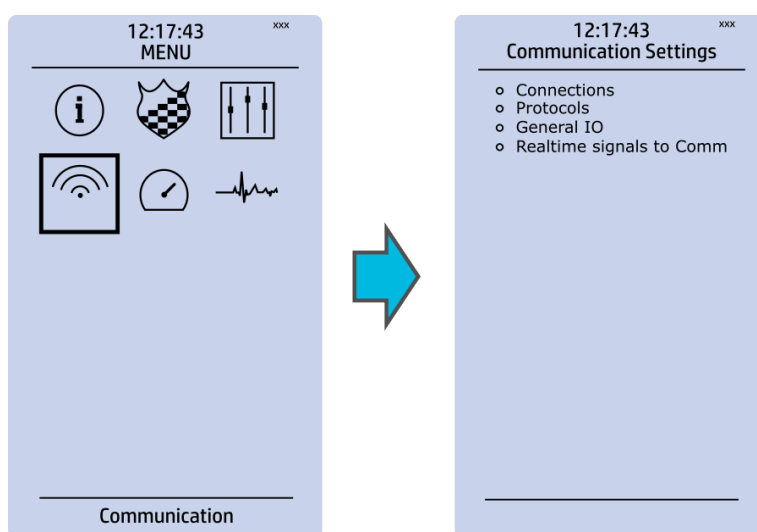 12:17:43
xxx
MENU
i
Communication
12:17:43
xxx
Communication Settings
Connections
Protocols
General IO
Realtime signals to Comm